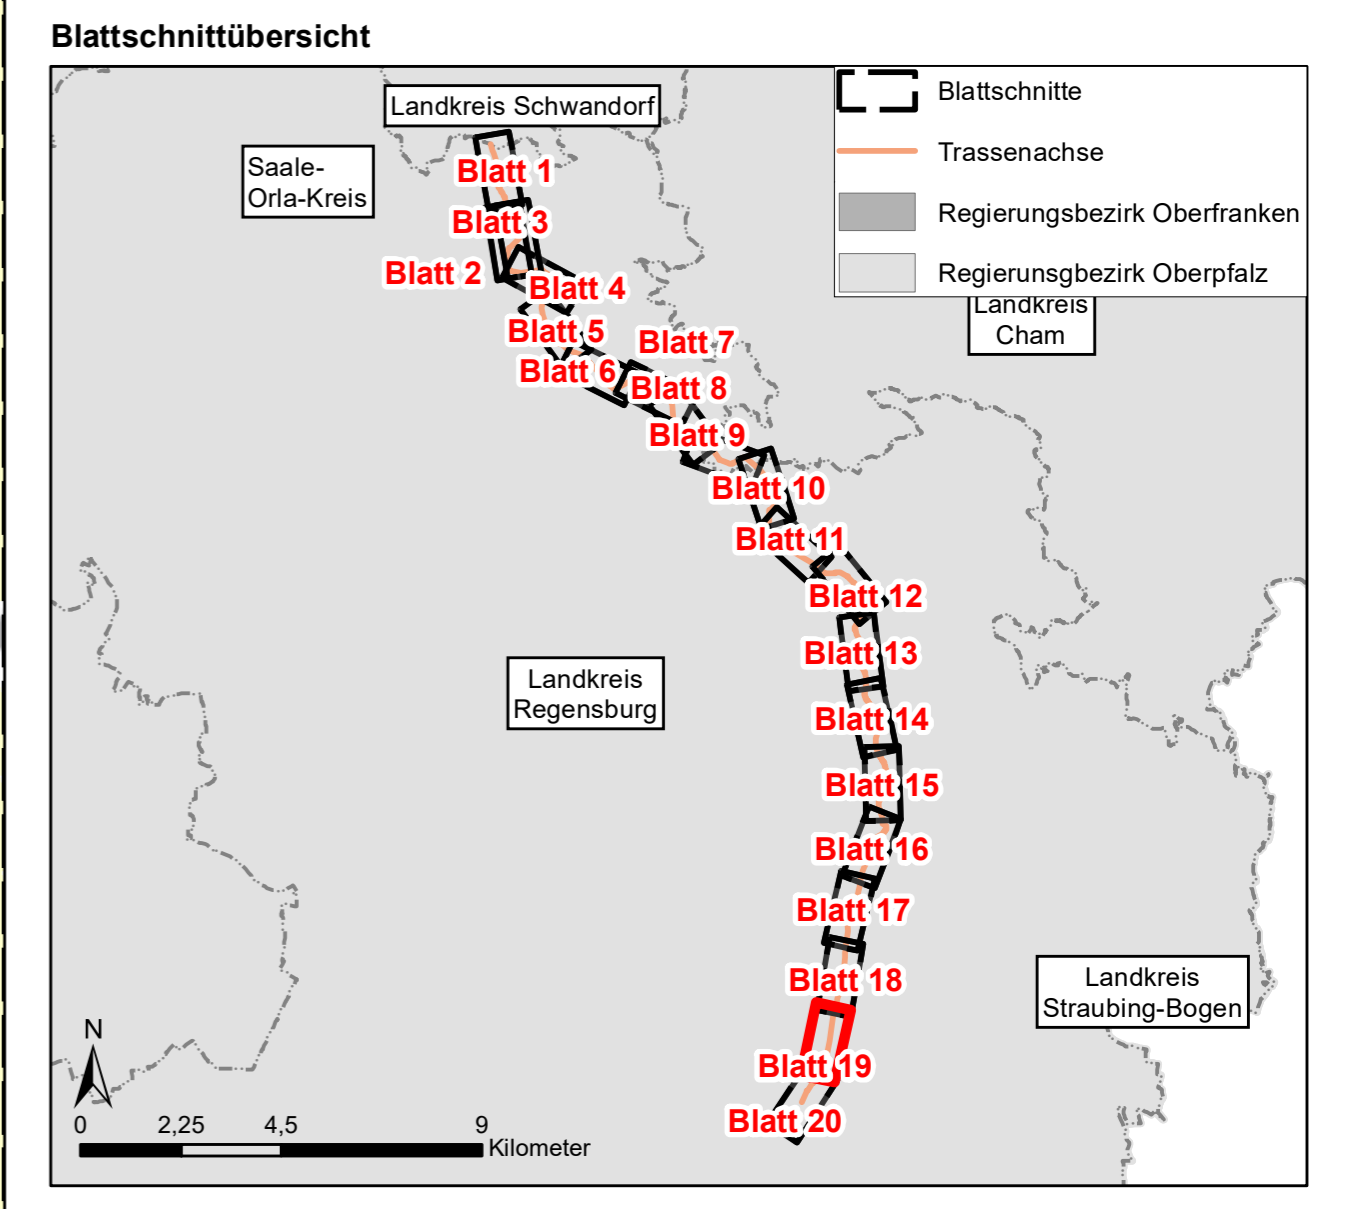 Blattschnittübersicht
Landkreis Schwandorf
Saale-
Orla-Kreis
Blattschnitte
Trassenachse
Regierungsbezirk Oberfranken
Regierunsgbezirk Oberpfalz
Landkreis
Cham
Blatt 1
Blatt 3
Blatt 2
Blatt 4
Blatt 5
Blatt 7
Blatt 6
Blatt 8
Blatt 9
Blatt 10
Blatt 11
Blatt 12
Blatt 13
Landkreis
Regensburg
Blatt 14
Blatt 15
Blatt 16
Blatt 17
Blatt 18
Landkreis
Straubing-Bogen
Blatt 19
Blatt 20
N
0 2,25 4,5 9
Kilometer